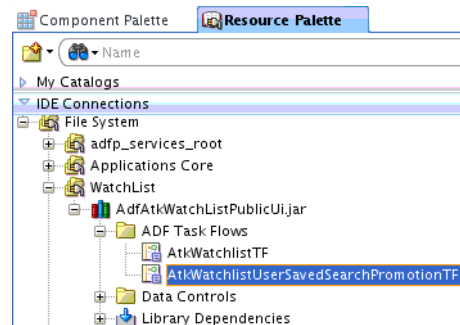 Component Palette Resource Palette
Name
My Catalogs
IDE Connections
File System
adfp_services_root
Applications Core
WatchList
AdfAtkWatchListPublicUi.jar
ADF Task Flows
AtkWatchlistTF
AtkWatchlistUserSavedSearchPromotionTF
Data Controls
Library Dependencies